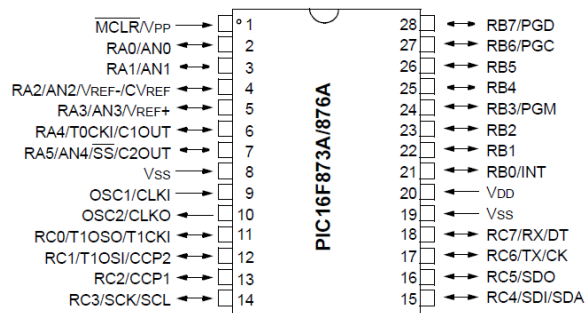 MCLR/VPP 1 28 RB7/PGD
RA0/AN0 2 27 RB6/PGC
RA1/AN1 3 26 RB5
RA2/AN2/VREF-/CVREF 4 25 RB4
RA3/AN3/VREF+ 5 24 RB3/PGM
RA4/T0CKI/C1OUT 6 23 RB2
RA5/AN4/SS/C2OUT 7 22 RB1
VSS 8 21 RB0/INT
OSC1/CLKI 9 20 VDD
OSC2/CLKO 10 19 VSS
RC0/T1OSO/T1CKI 11 18 RC7/RX/DT
RC1/T1OSI/CCP2 12 17 RC6/TX/CK
RC2/CCP1 13 16 RC5/SDO
RC3/SCK/SCL 14 15 RC4/SDI/SDA
PIC16F873A/876A